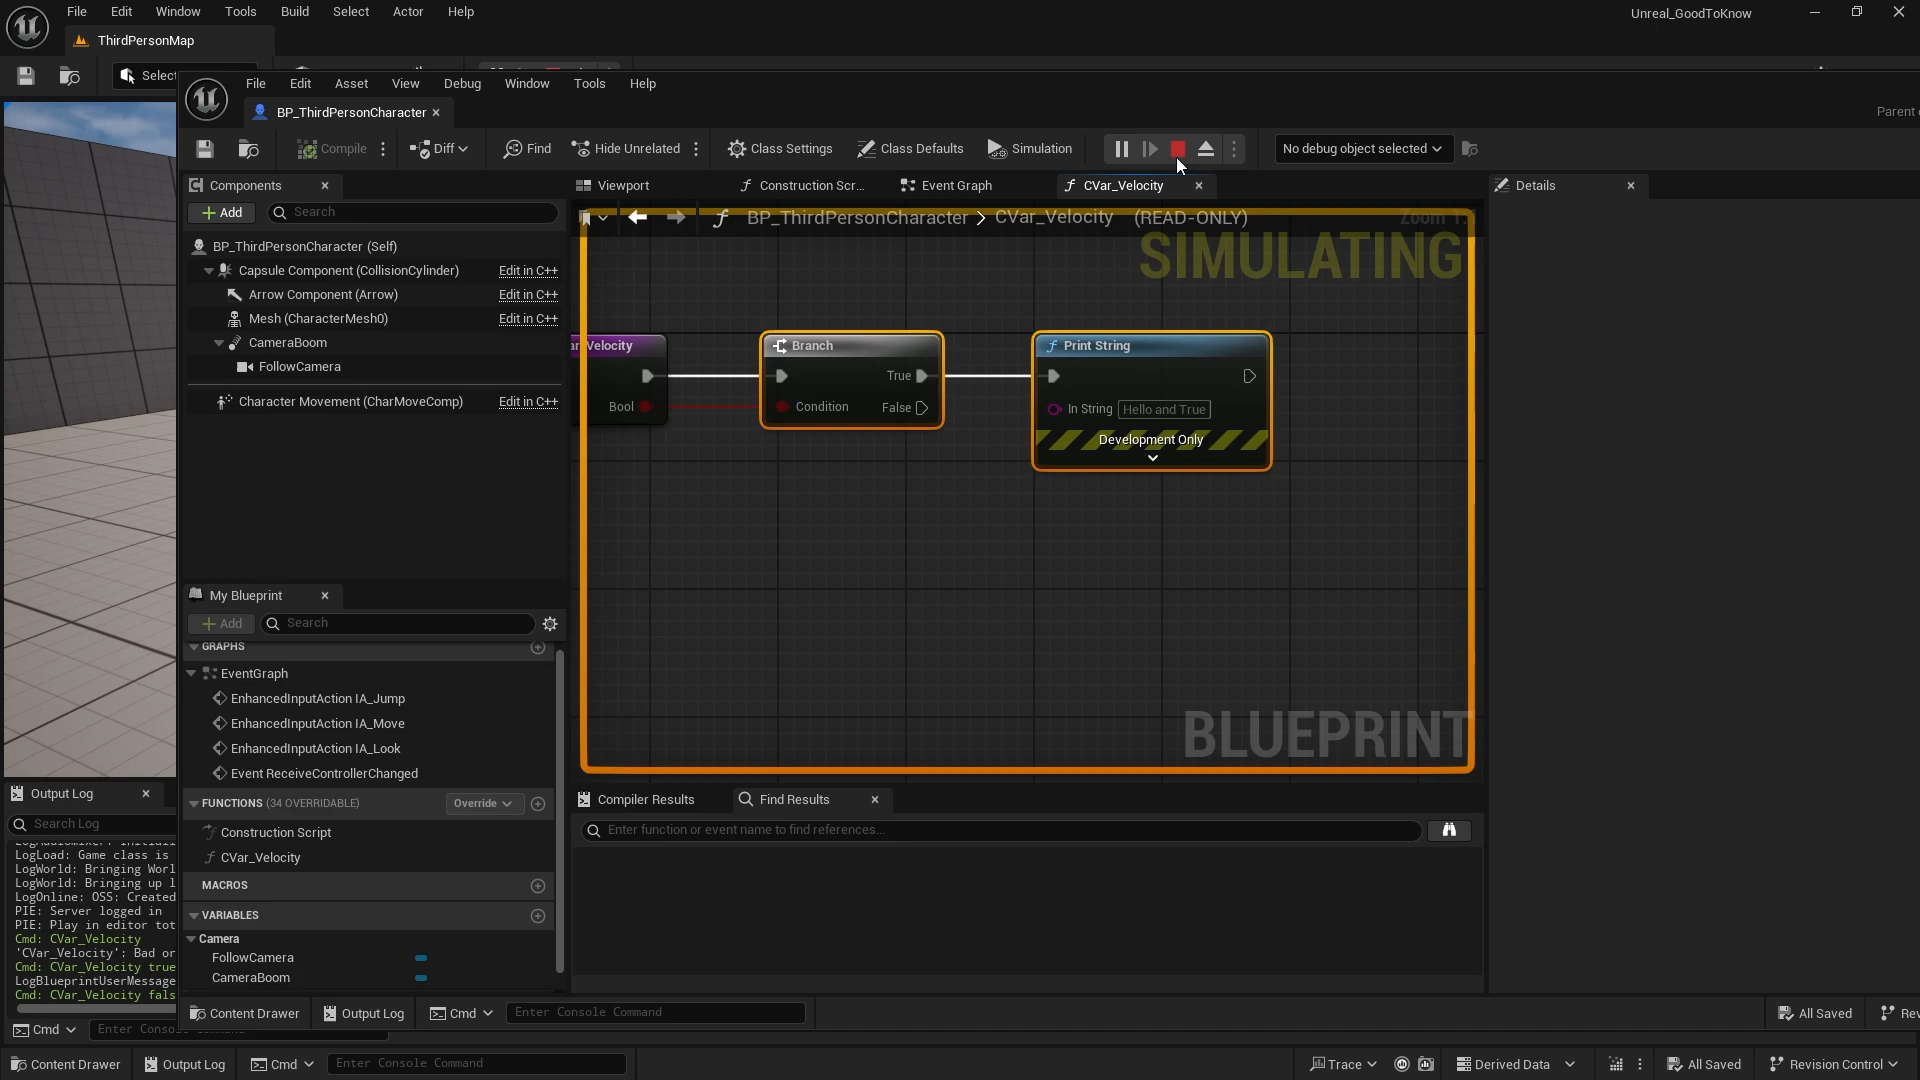 File Edit Window Tools Build Select Actor Help
Unreal_GoodToKnow
ThirdPersonMap
Select
File Edit Asset View Debug Window Tools Help
BP_ThirdPersonCharacter
Parent
Compile Diff Find Hide Unrelated Class Settings Class Defaults Simulation No debug object selected
Components
Add Search
BP_ThirdPersonCharacter (Self)
Capsule Component (CollisionCylinder) Edit in C++
Arrow Component (Arrow) Edit in C++
Mesh (CharacterMesh0) Edit in C++
CameraBoom
FollowCamera
Character Movement (CharMoveComp) Edit in C++
Viewport Construction Scr... Event Graph CVar_Velocity
BP_ThirdPersonCharacter > CVar_Velocity (READ-ONLY)
Zoom
SIMULATING
Velocity
Bool
Branch
True
Condition False
Print String
In String Hello and True
Development Only
BLUEPRINT
Details
My Blueprint
Add Search
GRAPHS
EventGraph
EnhancedInputAction IA_Jump
EnhancedInputAction IA_Move
EnhancedInputAction IA_Look
Event ReceiveControllerChanged
FUNCTIONS (34 OVERRIDABLE) Override
Construction Script
CVar_Velocity
MACROS
VARIABLES
Camera
FollowCamera
CameraBoom
Compiler Results Find Results
Enter function or event name to find references...
Output Log
Search Log
LogLoad: Game class is
LogWorld: Bringing Worl
LogWorld: Bringing up l
LogOnline: OSS: Created
PIE: Server logged in
PIE: Play in editor tot
Cmd: CVar_Velocity
'CVar_Velocity': Bad or
Cmd: CVar_Velocity true
LogBlueprintUserMessage
Cmd: CVar_Velocity fals
Cmd
Content Drawer Output Log Cmd Enter Console Command All Saved Rev
Content Drawer Output Log Cmd Enter Console Command Trace Derived Data All Saved Revision Control